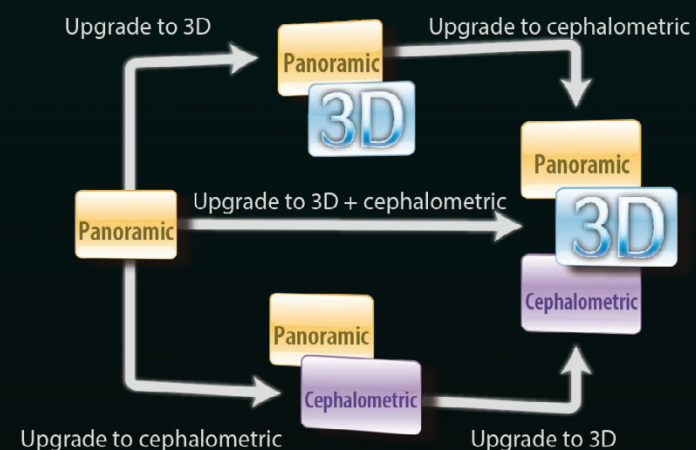 Upgrade to 3D
Upgrade to cephalometric
Panoramic
3D
Panoramic
3D
Cephalometric
Panoramic
Upgrade to 3D + cephalometric
Panoramic
Cephalometric
Upgrade to cephalometric
Upgrade to 3D